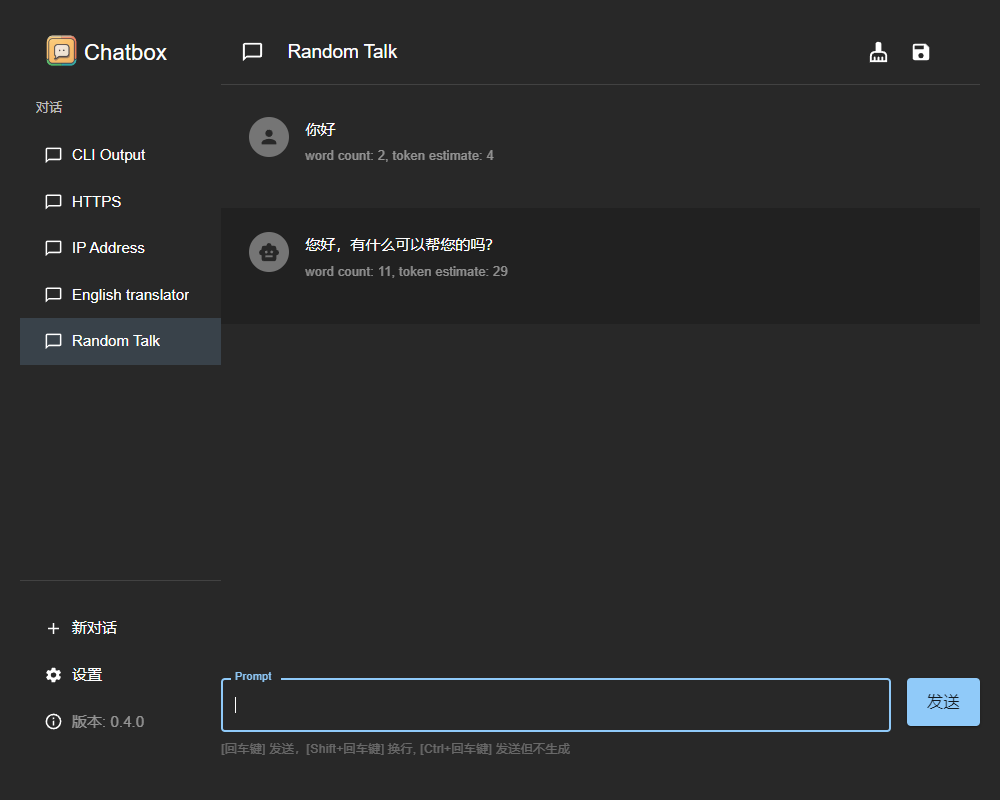 Chatbox
对话
CLI Output
HTTPS
IP Address
English translator
Random Talk
新对话
设置
版本: 0.4.0
Random Talk
你好
word count: 2, token estimate: 4
您好，有什么可以帮您的吗？
word count: 11, token estimate: 29
Prompt
发送
[回车键] 发送，[Shift+回车键] 换行, [Ctrl+回车键] 发送但不生成